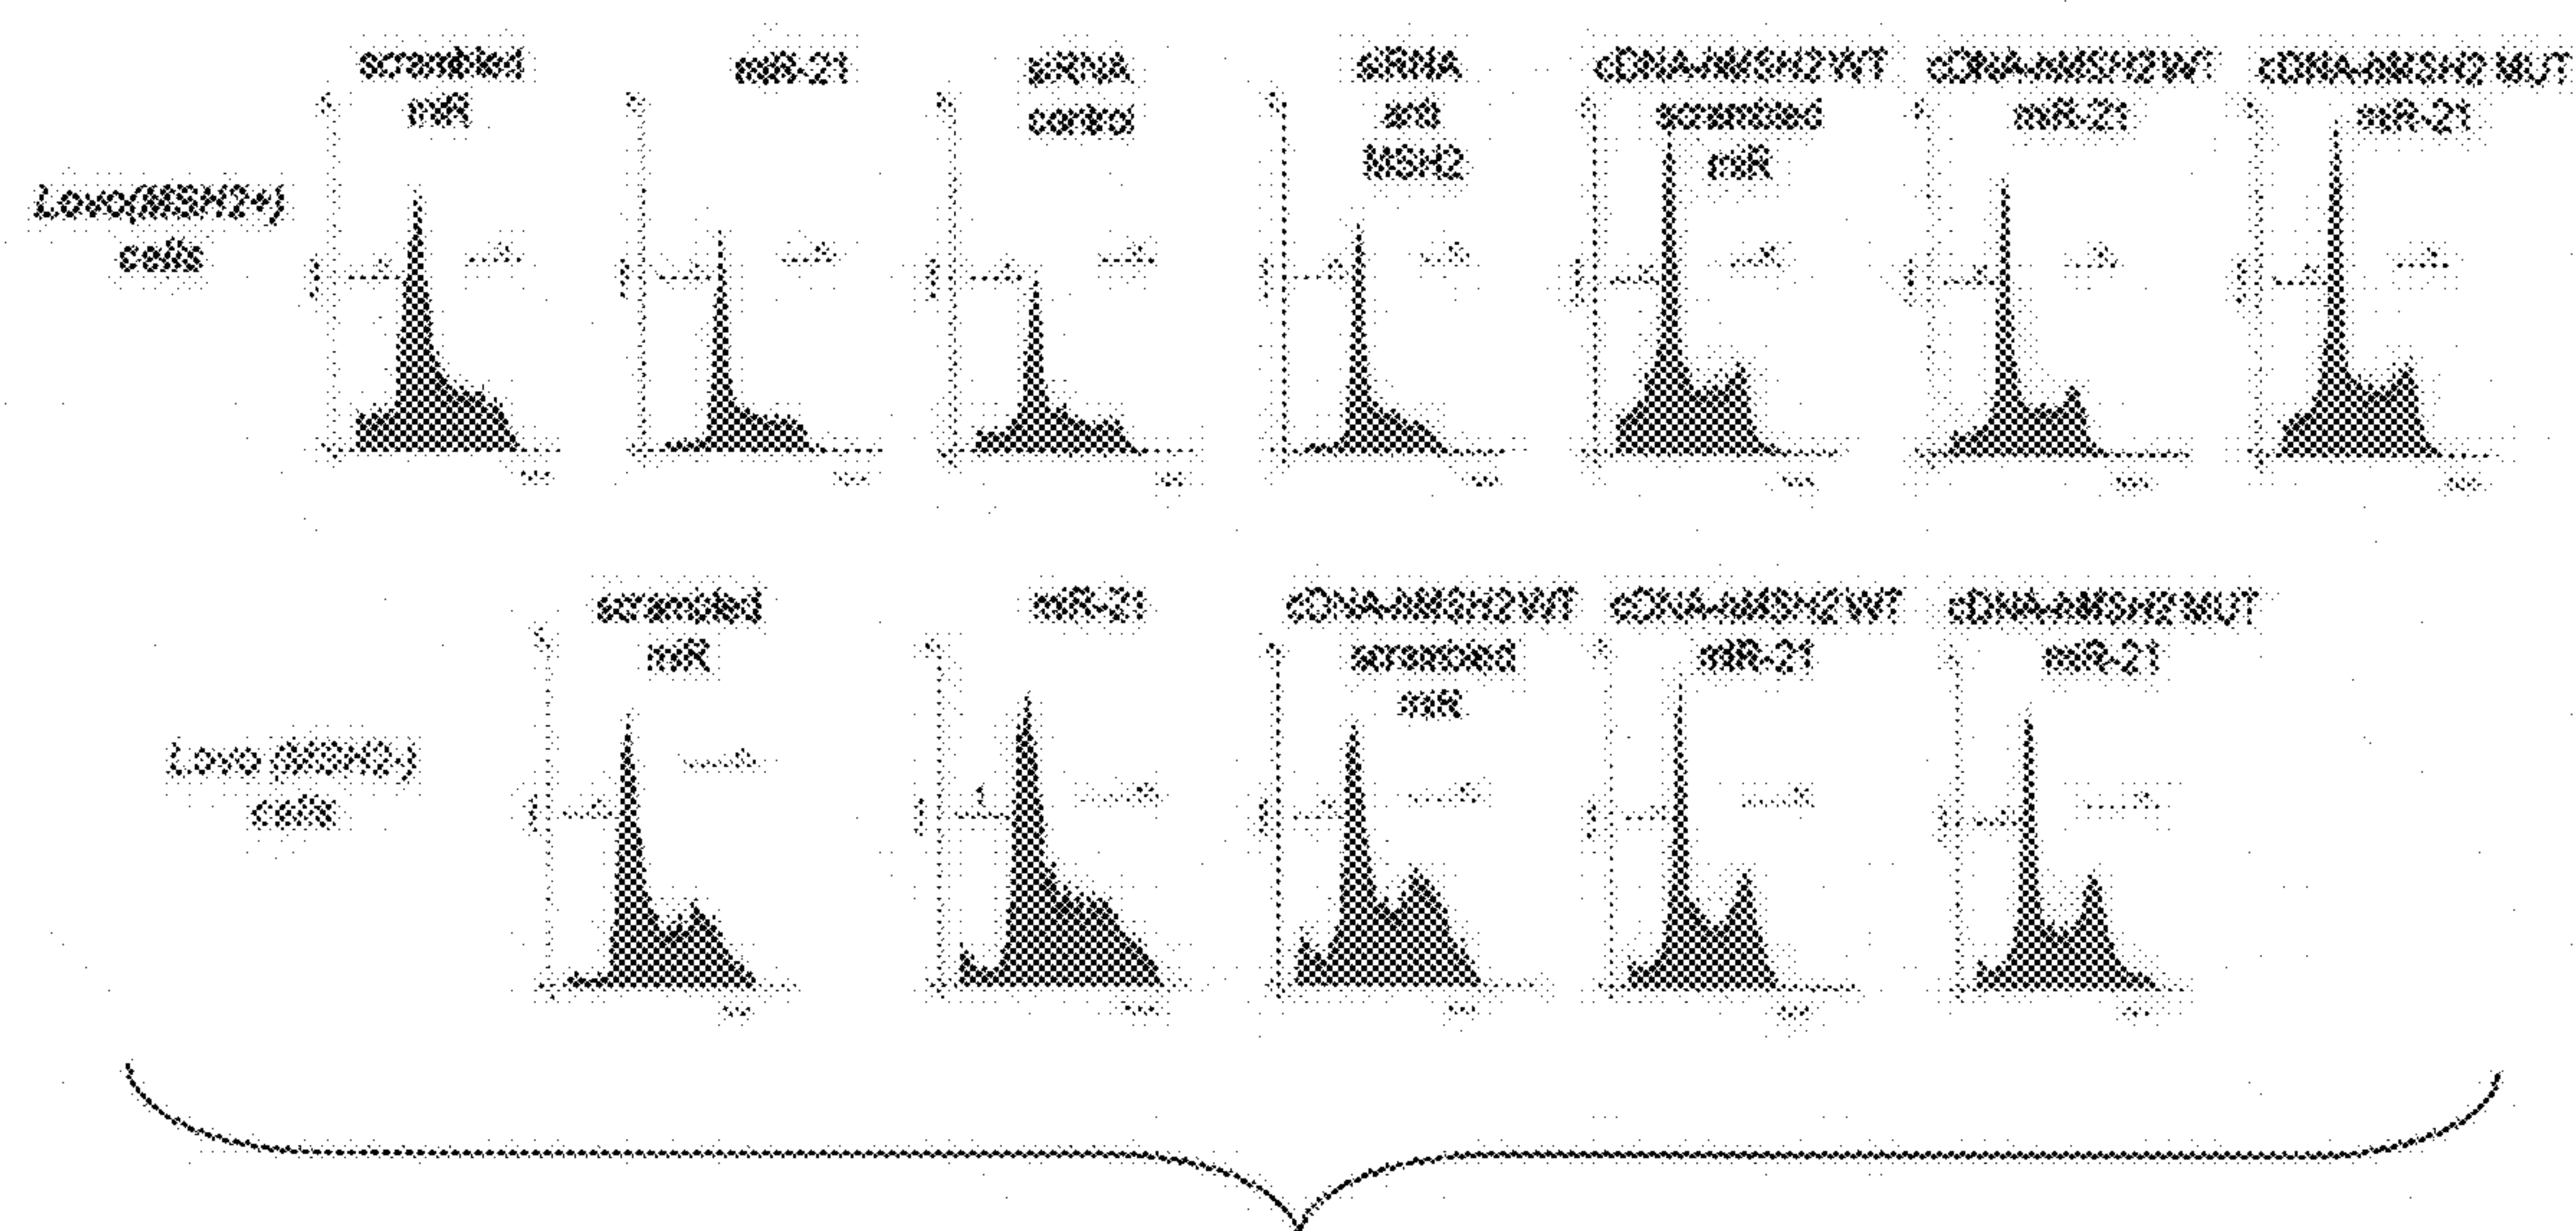 scrambled
miR
miR-21
siRNA
control
siRNA
anti
MSH2
cDNA-hMSH2 WT
scrambled
miR
cDNA-hMSH2 WT
miR-21
cDNA-hMSH2 MUT
miR-21
Lovo(MSH2+)
cells
scrambled
miR
miR-21
cDNA-hMSH2 WT
scrambled
miR
cDNA-hMSH2 WT
miR-21
cDNA-hMSH2 MUT
miR-21
Lovo (MSH2-)
cells